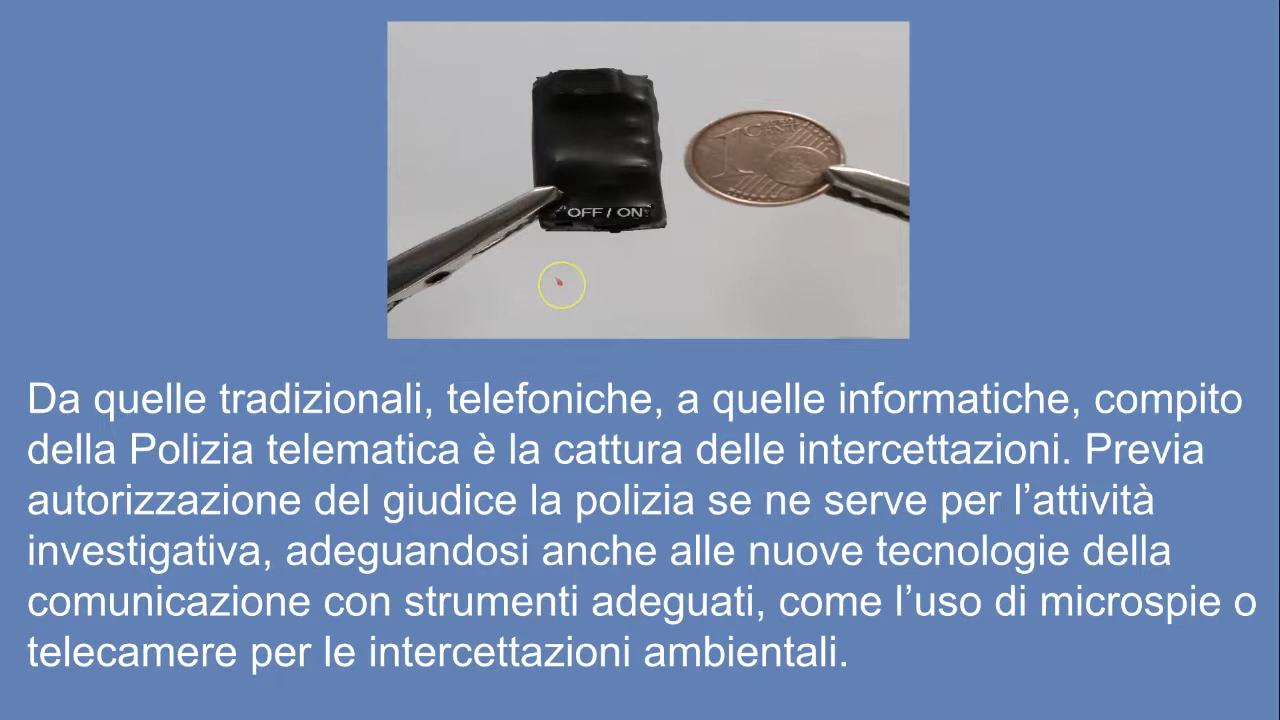 OFF / ON
1
CENT
Da quelle tradizionali, telefoniche, a quelle informatiche, compito
della Polizia telematica è la cattura delle intercettazioni. Previa
autorizzazione del giudice la polizia se ne serve per l’attività
investigativa, adeguandosi anche alle nuove tecnologie della
comunicazione con strumenti adeguati, come l’uso di microspie o
telecamere per le intercettazioni ambientali.